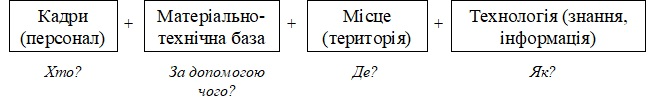 Кадри
(персонал)
+
Матеріально-
технічна база
+
Місце
(територія)
+
Технологія (знання,
інформація)
Хто?
За допомогою
чого?
Де?
Як?